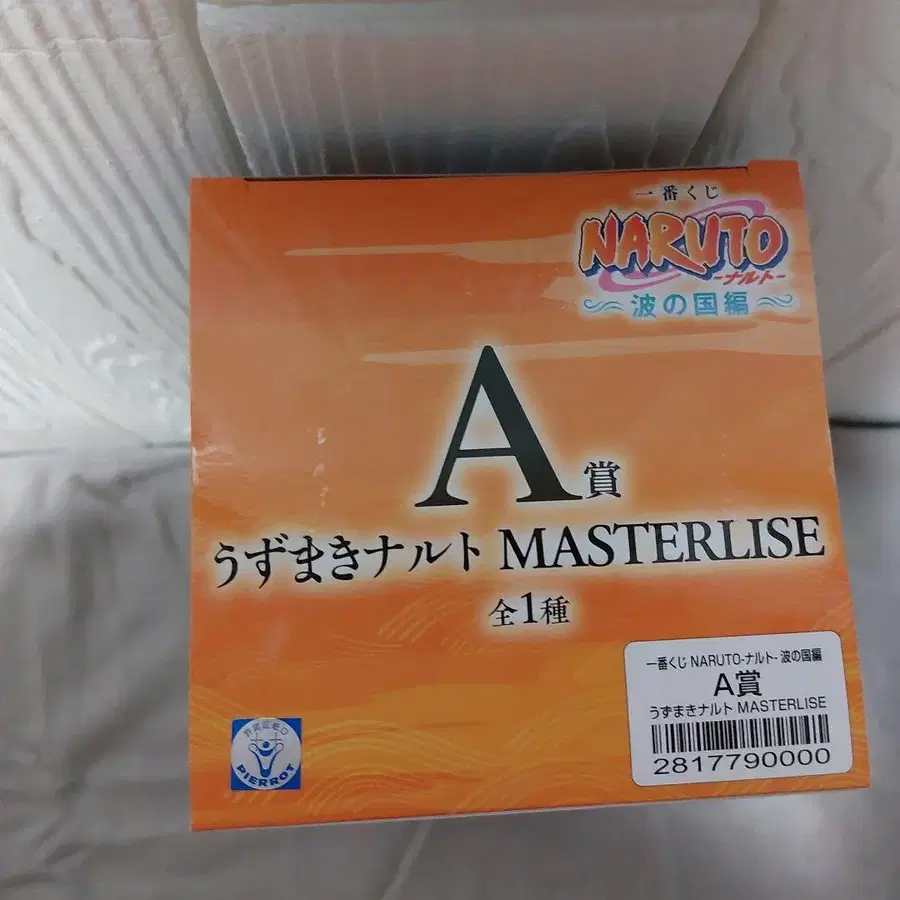 一番くじ
NARUTO
-ナルト-
～波の国編～
A賞
うずまきナルト MASTERLISE
全1種
一番くじ NARUTO-ナルト- 波の国編
A賞
うずまきナルト MASTERLISE
2817790000
PIERROT